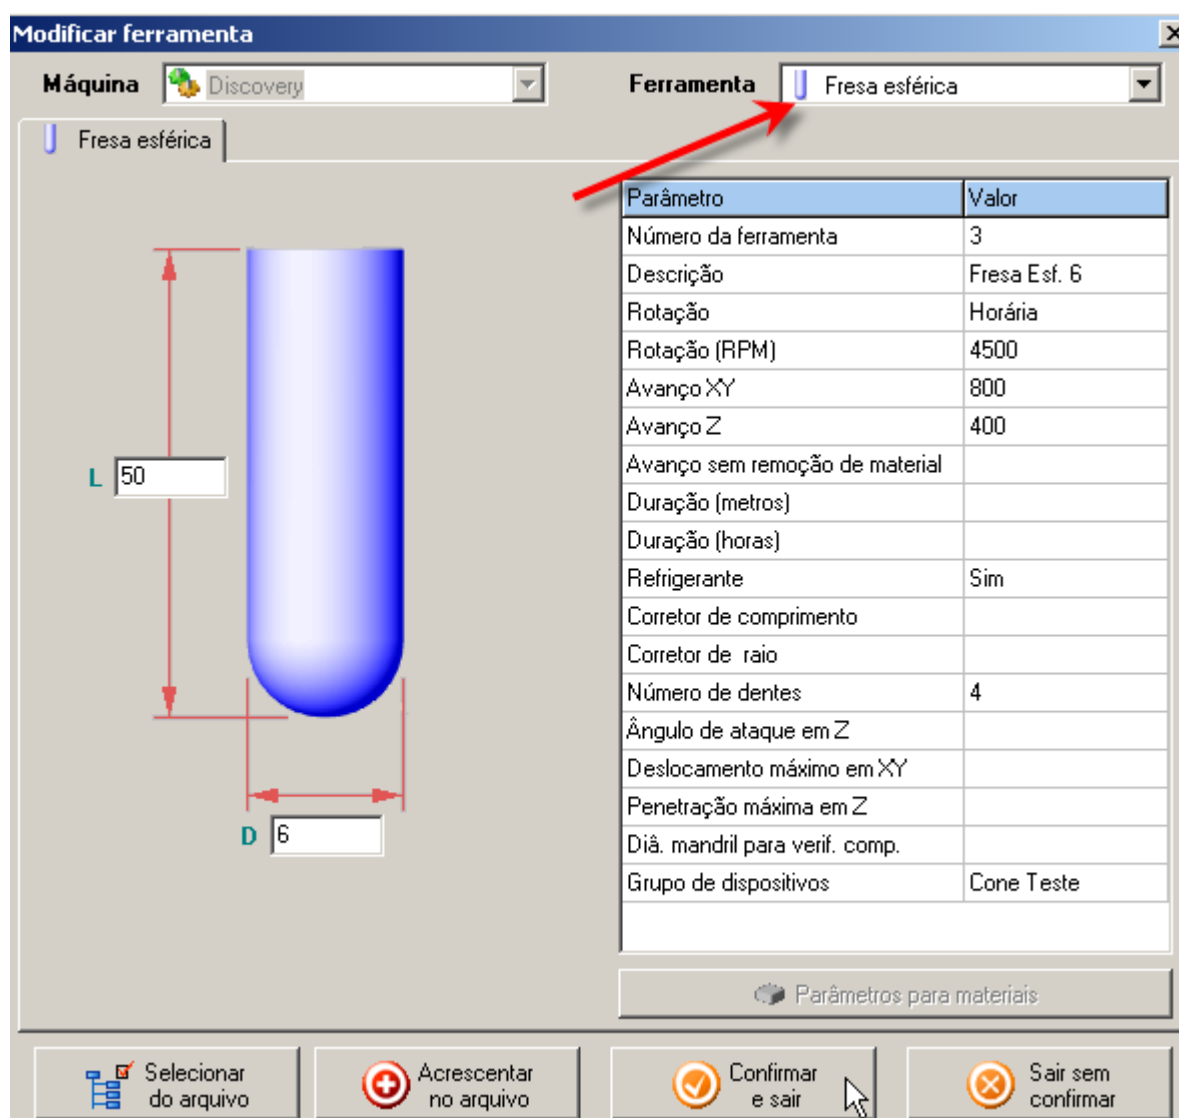 Modificar ferramenta
Máquina Discovery Ferramenta Fresa esférica
Fresa esférica
Parâmetro Valor
Número da ferramenta 3
Descrição Fresa Esf. 6
Rotação Horária
Rotação (RPM) 4500
Avanço XY 800
Avanço Z 400
Avanço sem remoção de material
L 50
Duração (metros)
Duração (horas)
Refrigerante Sim
Corretor de comprimento
Corretor de raio
Número de dentes 4
Ângulo de ataque em Z
Deslocamento máximo em XY
Penetração máxima em Z
D 6
Diâ. mandril para verif. comp.
Grupo de dispositivos Cone Teste
Parâmetros para materiais
Selecionar
do arquivo
Acrescentar
no arquivo
Confirmar
e sair
Sair sem
confirmar